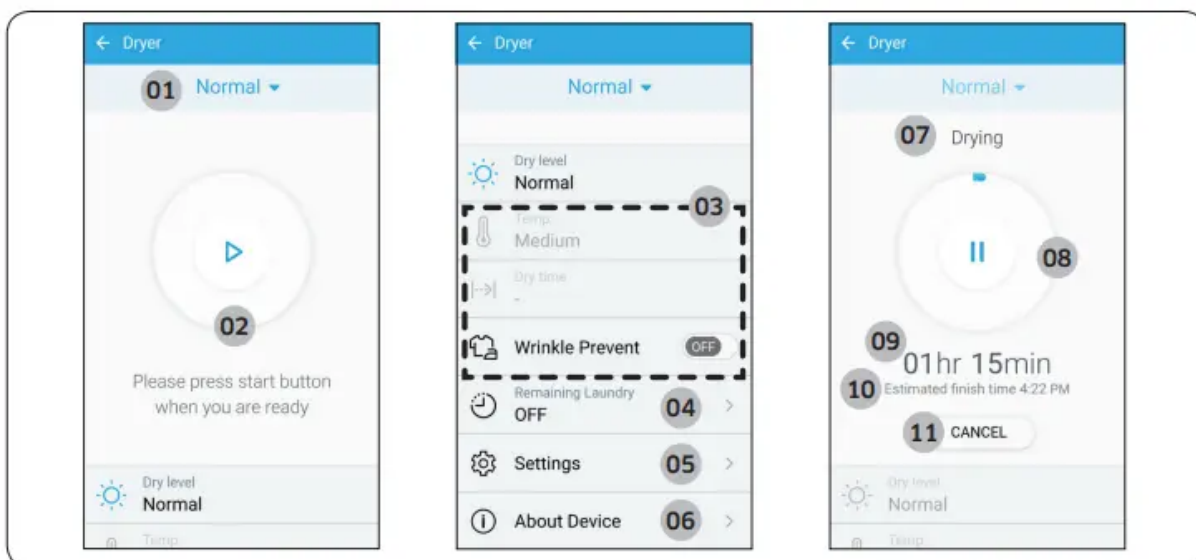 ← Dryer
01 Normal
02
Please press start button
when you are ready
Dry level
Normal
Temp.
← Dryer
Normal
Dry level
Normal
03
Temp.
Medium
Dry time
-
Wrinkle Prevent OFF
Remaining Laundry
OFF 04 >
Settings 05 >
About Device 06 >
← Dryer
Normal
07 Drying
08
09
01hr 15min
10 Estimated finish time 4:22 PM
11 CANCEL
Dry level
Normal
Temp.